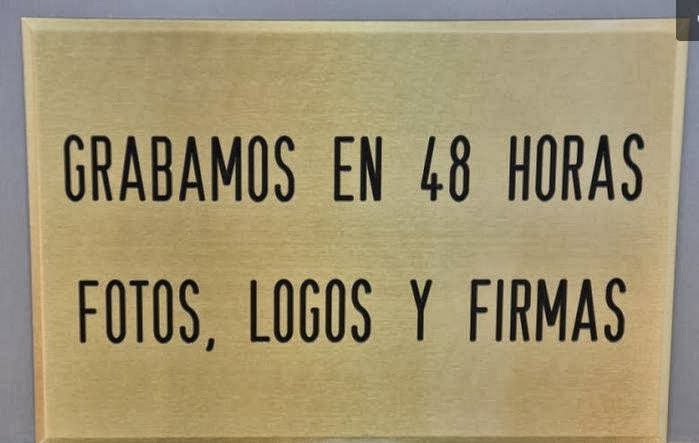 GRABAMOS EN 48 HORAS
FOTOS, LOGOS Y FIRMAS